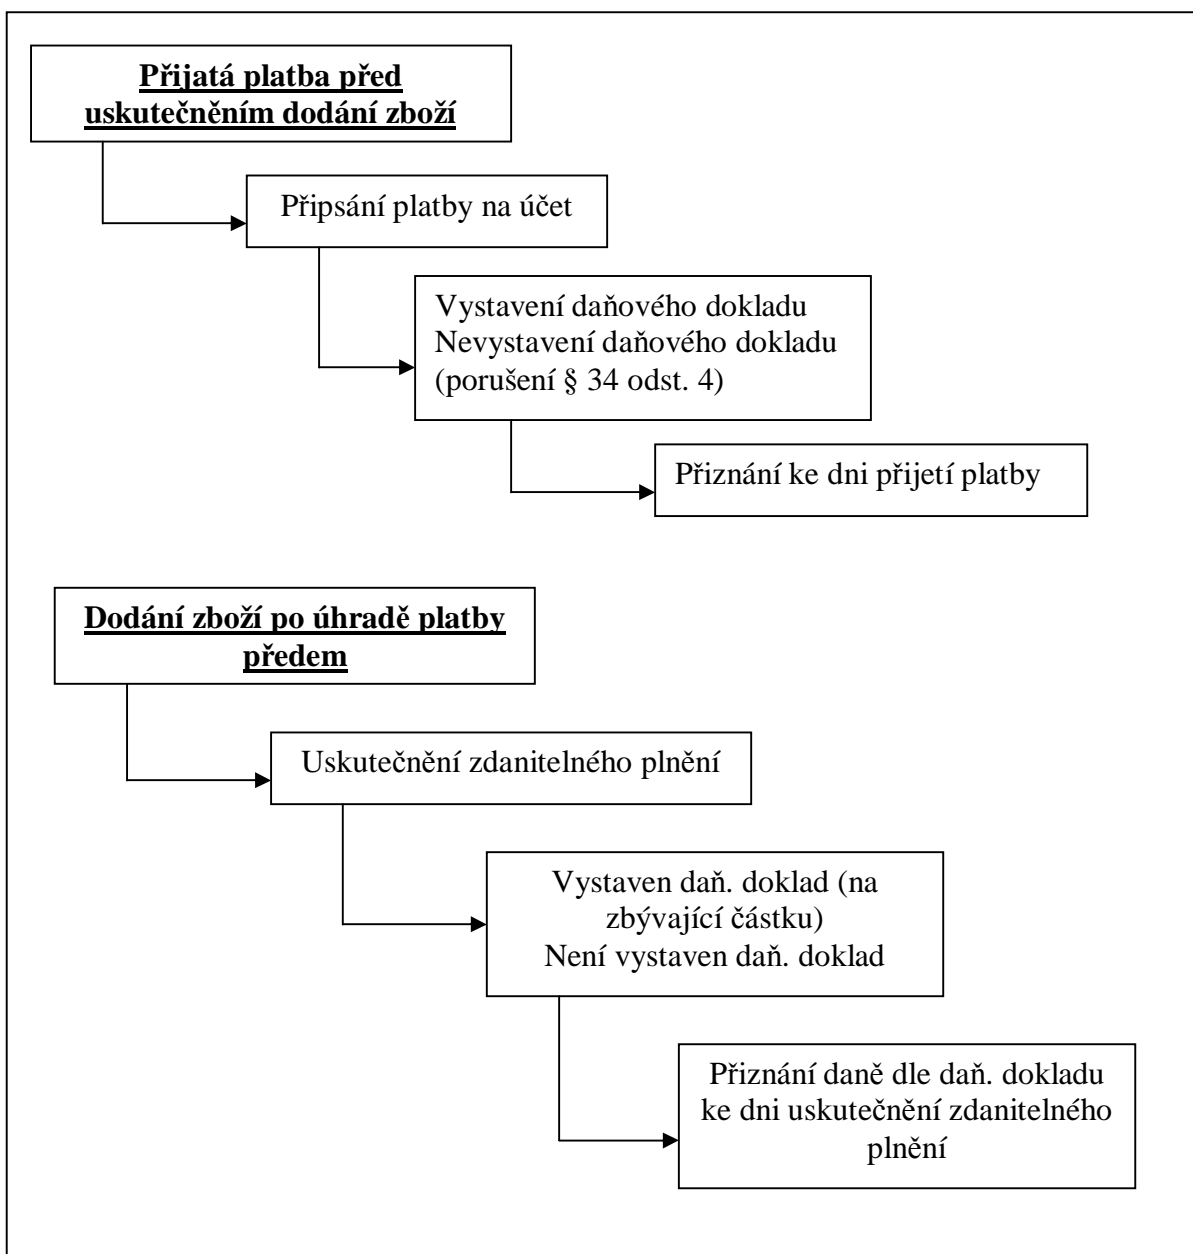 Přijatá platba před
uskutečněním dodání zboží
Připsání platby na účet
Vystavení daňového dokladu
Nevystavení daňového dokladu
(porušení § 34 odst. 4)
Přiznání ke dni přijetí platby
Dodání zboží po úhradě platby
předem
Uskutečnění zdanitelného plnění
Vystaven daň. doklad (na
zbývající částku)
Není vystaven daň. doklad
Přiznání daně dle daň. dokladu
ke dni uskutečnění zdanitelného
plnění